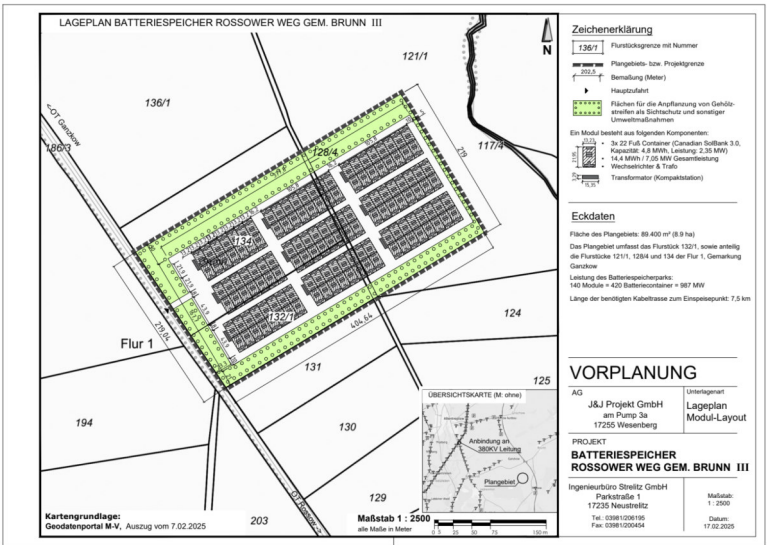 LAGEPLAN BATTERIESPEICHER ROSSOWER WEG GEM. BRUNN III
N
121/1
136/1
<-OT Ganzkow
186/3
128/4
117/4
219
134
132/1
219,04
404,64
Flur 1
124
131
125
194
130
129
203
OT Rossow->
ÜBERSICHTSKARTE (M: ohne)
Anbindung an
380KV Leitung
Plangebiet
Kartengrundlage:
Geodatenportal M-V, Auszug vom 7.02.2025
Maßstab 1 : 2500
alle Maße in Meter
0 5 25 50 75 150 m
Zeichenerklärung
136/1 Flurstücksgrenze mit Nummer
Plangebiets- bzw. Projektgrenze
202,5 Bemaßung (Meter)
Hauptzufahrt
Flächen für die Anpflanzung von Gehölz-
streifen als Sichtschutz und sonstiger
Umweltmaßnahmen
Ein Modul besteht aus folgenden Komponenten:
• 3x 22 Fuß Container (Canadian SolBank 3.0,
Kapazität: 4,8 MWh, Leistung: 2,35 MW)
• 14,4 MWh / 7,05 MW Gesamtleistung
• Wechselrichter & Trafo
Transformator (Kompaktstation)
Eckdaten
Fläche des Plangebiets: 89.400 m² (8.9 ha)
Das Plangebiet umfasst das Flurstück 132/1, sowie anteilig
die Flurstücke 121/1, 128/4 und 134 der Flur 1, Gemarkung
Ganzkow
Leistung des Batteriespeicherparks:
140 Module = 420 Batteriecontainer = 987 MW
Länge der benötigten Kabeltrasse zum Einspeisepunkt: 7,5 km
VORPLANUNG
AG
J&J Projekt GmbH
am Pump 3a
17255 Wesenberg
Unterlagenart
Lageplan
Modul-Layout
PROJEKT
BATTERIESPEICHER
ROSSOWER WEG GEM. BRUNN III
Ingenieurbüro Strelitz GmbH
Parkstraße 1
17235 Neustrelitz
Tel.: 03981/206195
Fax: 03981/200454
Maßstab:
1 : 2500
Datum:
17.02.2025